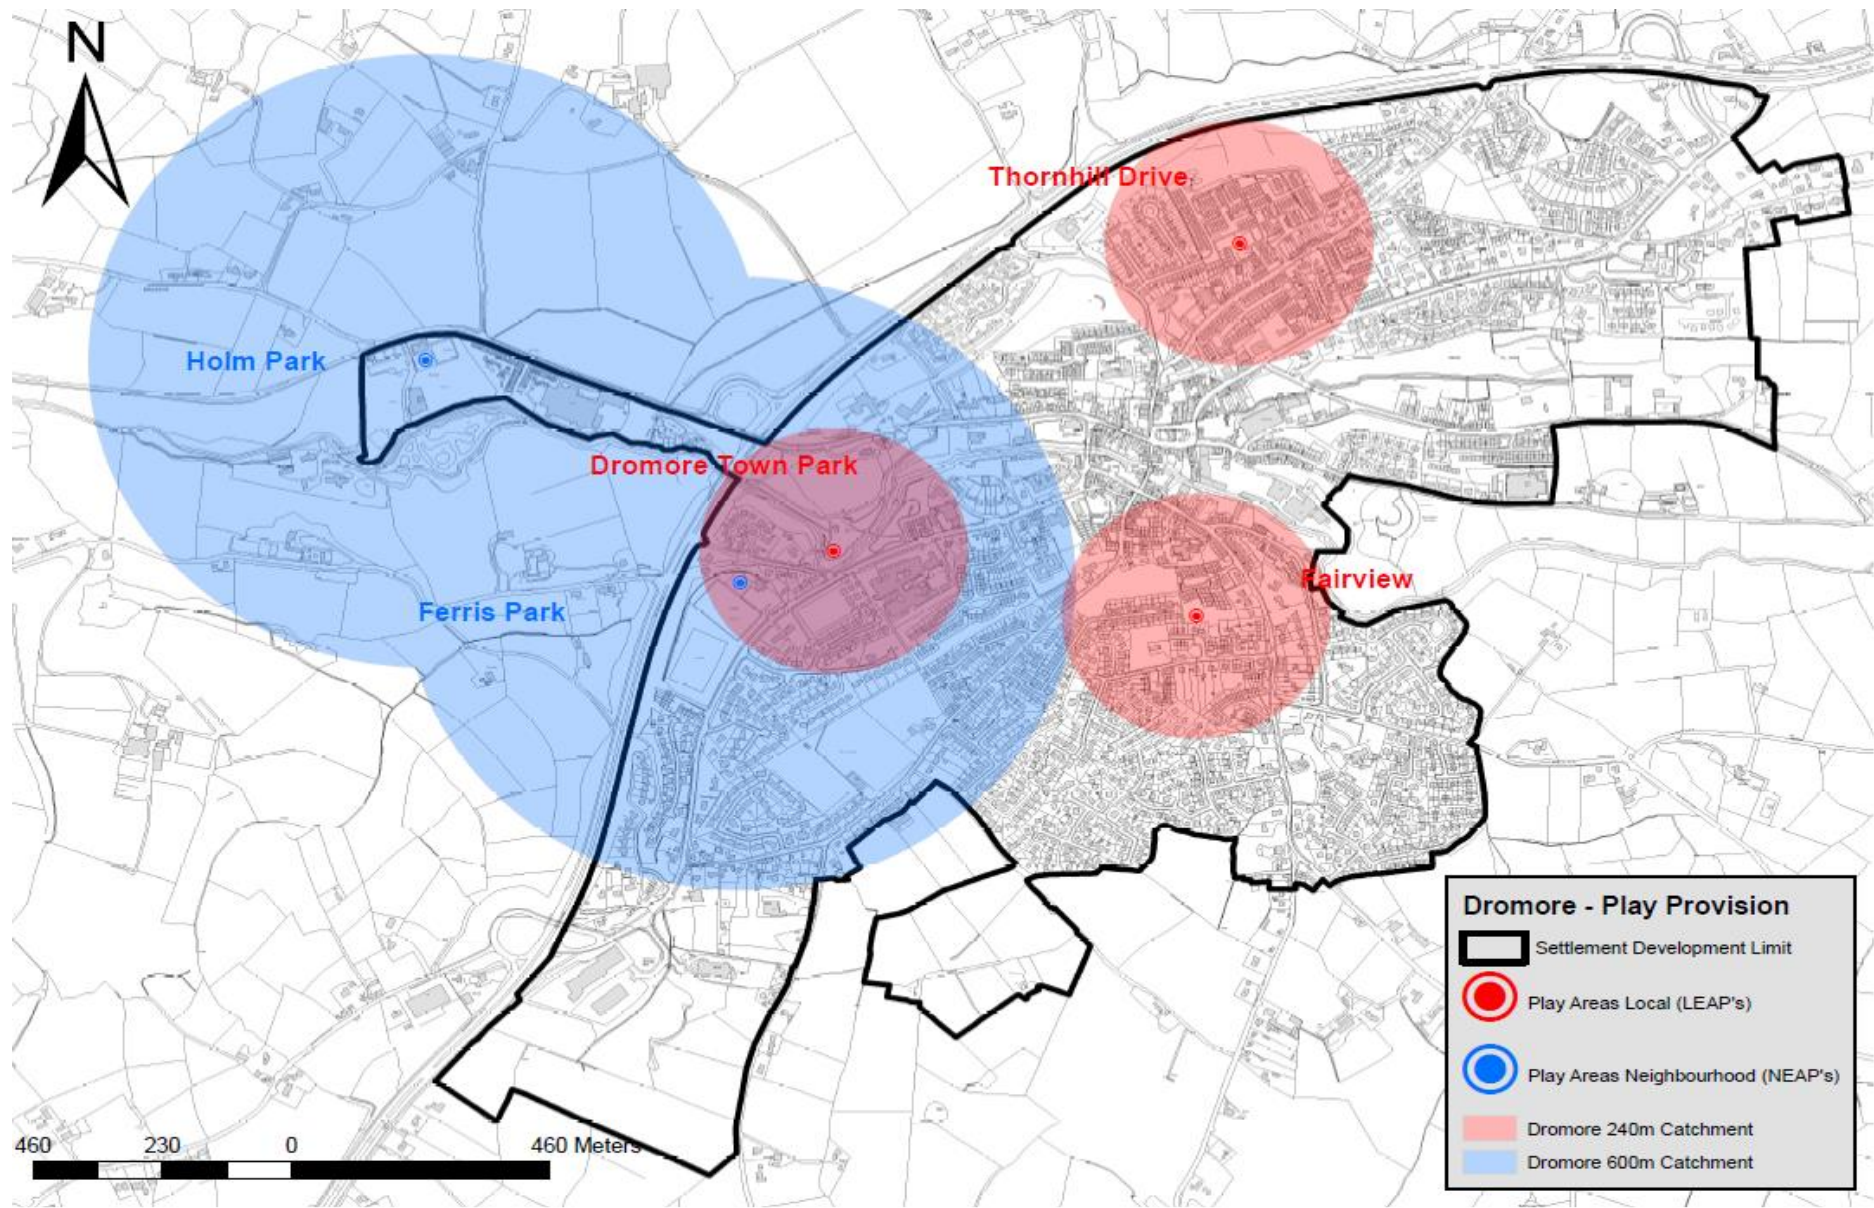 N
Thornhill Drive
Holm Park
Dromore Town Park
Fairview
Ferris Park
Dromore - Play Provision
Settlement Development Limit
Play Areas Local (LEAP's)
Play Areas Neighbourhood (NEAP's)
Dromore 240m Catchment
Dromore 600m Catchment
460 230 0 460 Meters